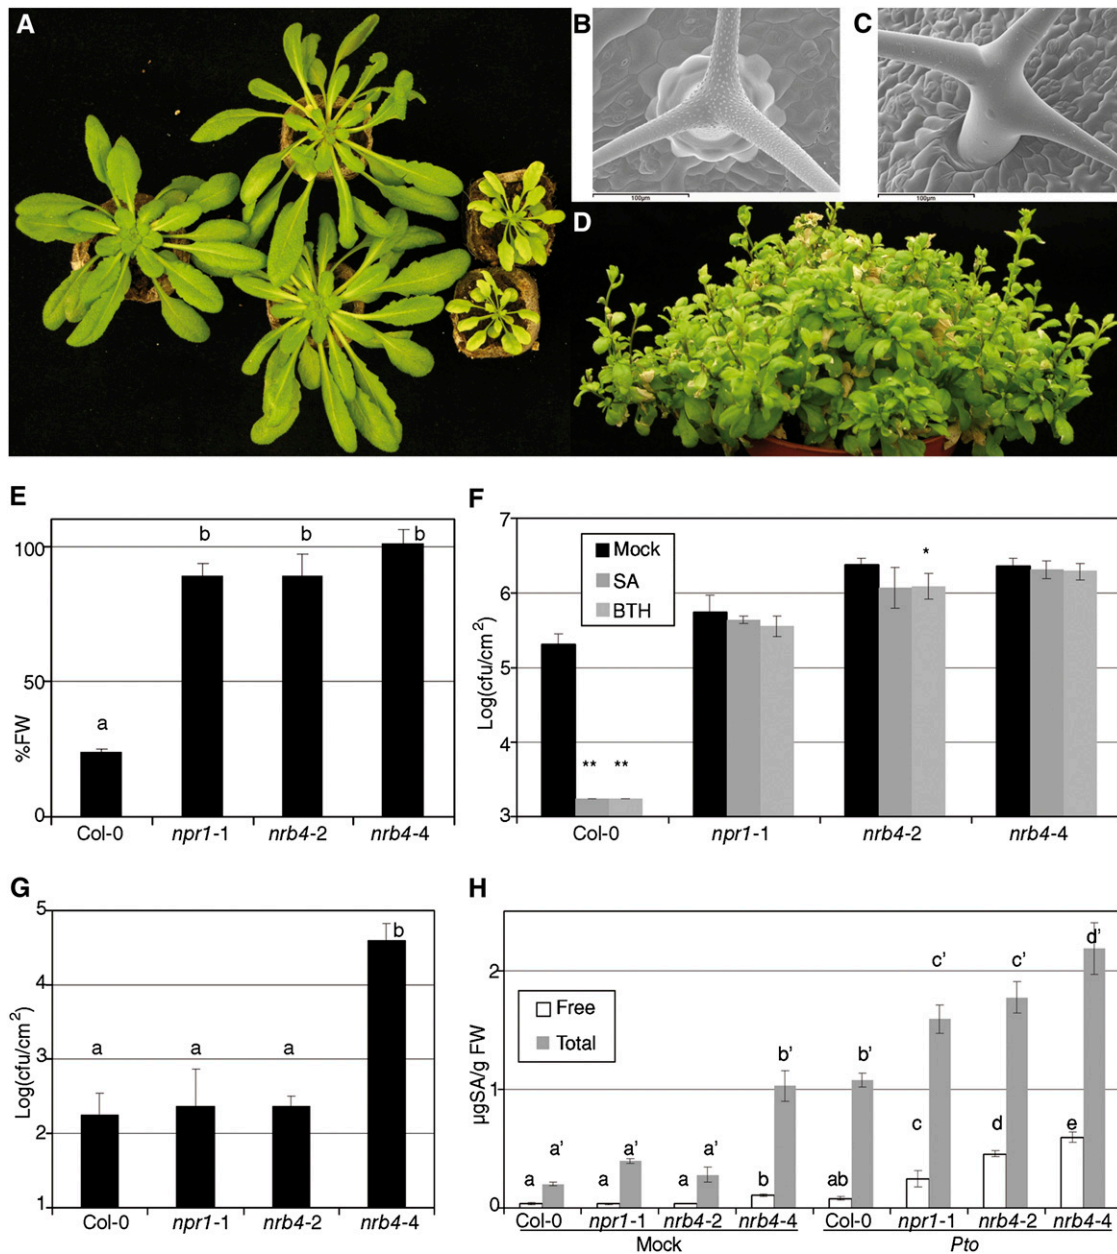 A
B
C
100µm
100µm
D
E
100
50
0
%FW
a
b
b
b
Col-0
npr1-1
nrb4-2
nrb4-4
F
7
6
5
4
3
Log(cfu/cm²)
Mock
SA
BTH
**
**
*
Col-0
npr1-1
nrb4-2
nrb4-4
G
5
4
3
2
1
Log(cfu/cm²)
a
a
a
b
Col-0
npr1-1
nrb4-2
nrb4-4
H
2
1
0
µgSA/g FW
Free
Total
a
a'
a
a'
a
a'
b
b'
ab
b'
c
c'
d
c'
e
d'
Col-0
npr1-1
nrb4-2
nrb4-4
Col-0
npr1-1
nrb4-2
nrb4-4
Mock
Pto